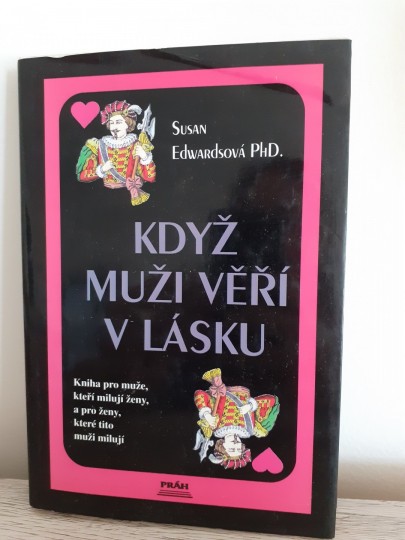 SUSAN
EDWARDSOVÁ PHD.
KDYŽ
MUŽI VĚŘÍ
V LÁSKU
Kniha pro muže,
kteří milují ženy,
a pro ženy,
které tito
muži milují
PRÁH